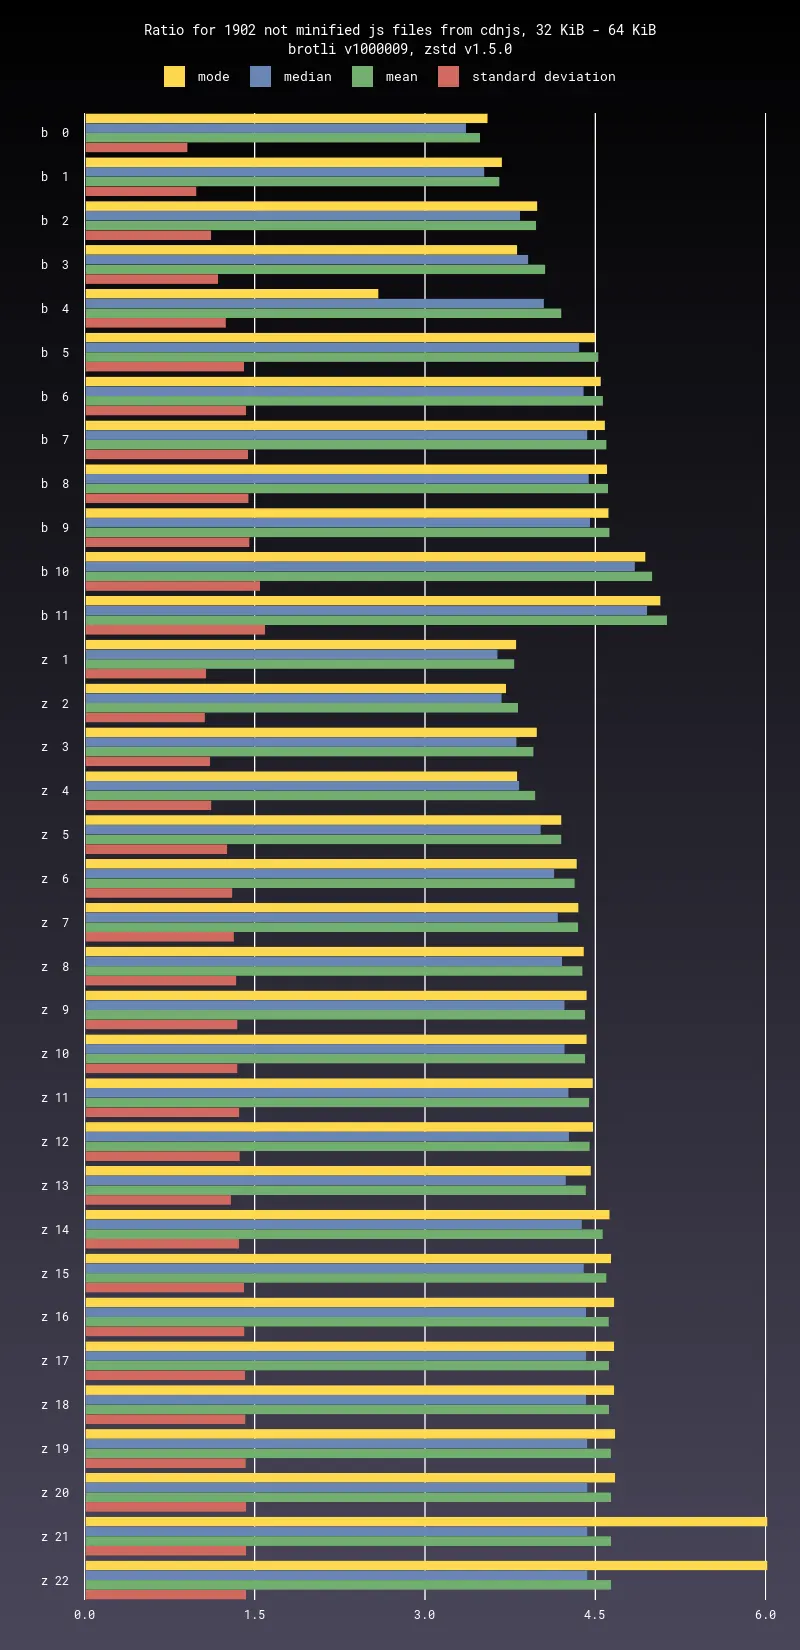 Ratio for 1902 not minified js files from cdnjs, 32 KiB - 64 KiB
brotli v1000009, zstd v1.5.0
mode median mean standard deviation
b 0
b 1
b 2
b 3
b 4
b 5
b 6
b 7
b 8
b 9
b 10
b 11
z 1
z 2
z 3
z 4
z 5
z 6
z 7
z 8
z 9
z 10
z 11
z 12
z 13
z 14
z 15
z 16
z 17
z 18
z 19
z 20
z 21
z 22
0.0 1.5 3.0 4.5 6.0